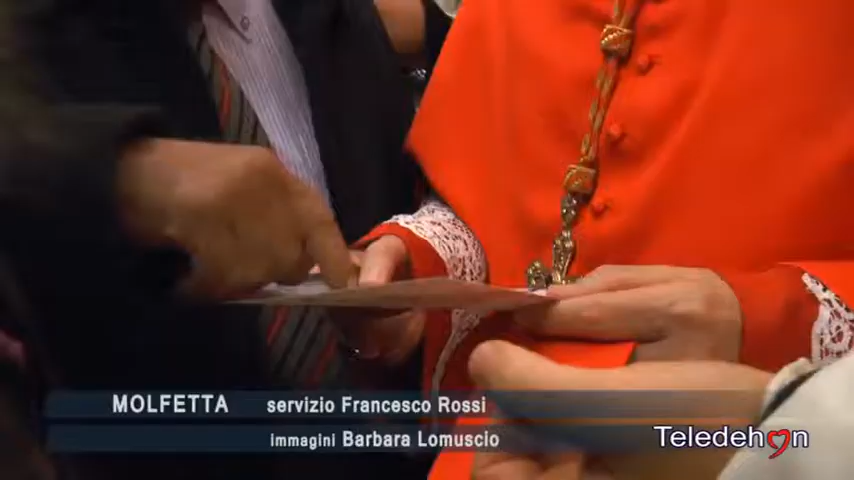 MOLFETTA servizio Francesco Rossi
immagini Barbara Lomuscio
Teledehon